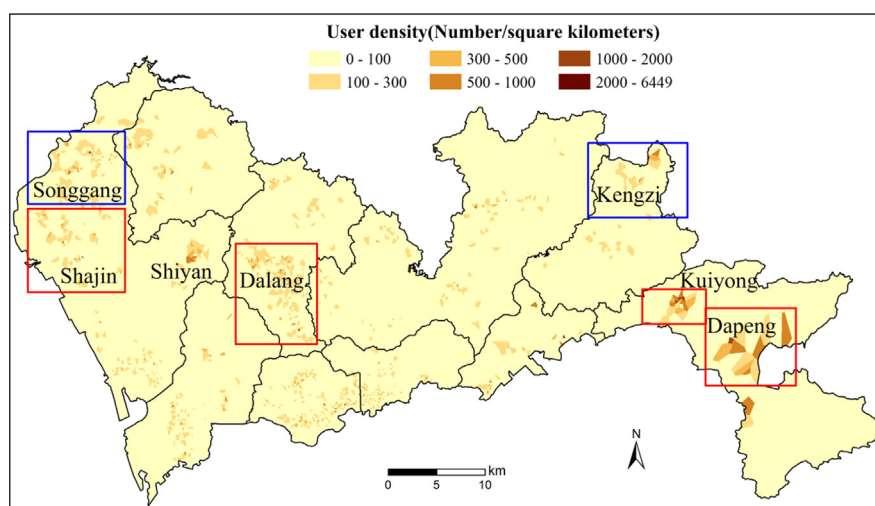 User density(Number/square kilometers)
0 - 100
300 - 500
1000 - 2000
100 - 300
500 - 1000
2000 - 6449
Songgang
Kengzi
Shajin
Shiyan
Dalang
Kuiyong
Dapeng
N
km
0 5 10